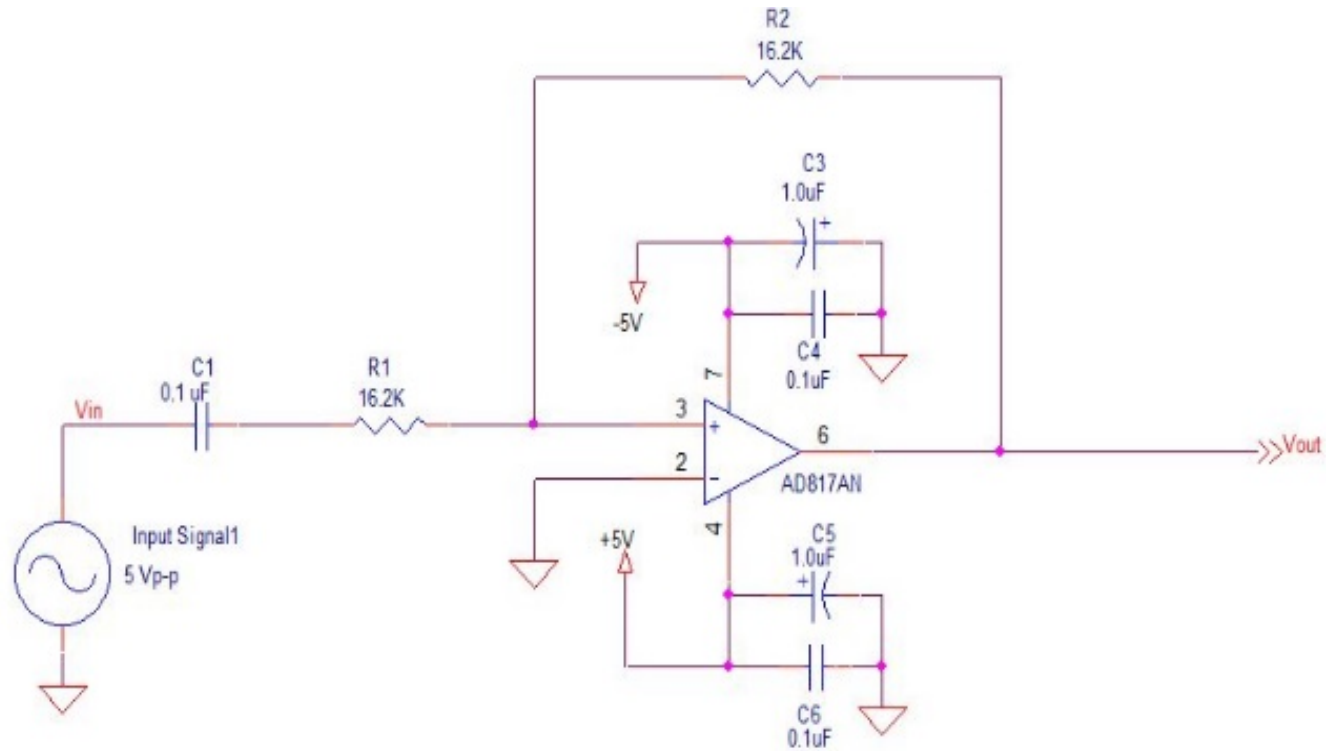 R2
16.2K
C3
1.0uF
+
-5V
C4
0.1uF
C1
0.1 uF
R1
16.2K
Vin
7
3
+
6
2
-
Vout
AD817AN
4
Input Signal1
5 Vp-p
+5V
C5
1.0uF
+
C6
0.1uF